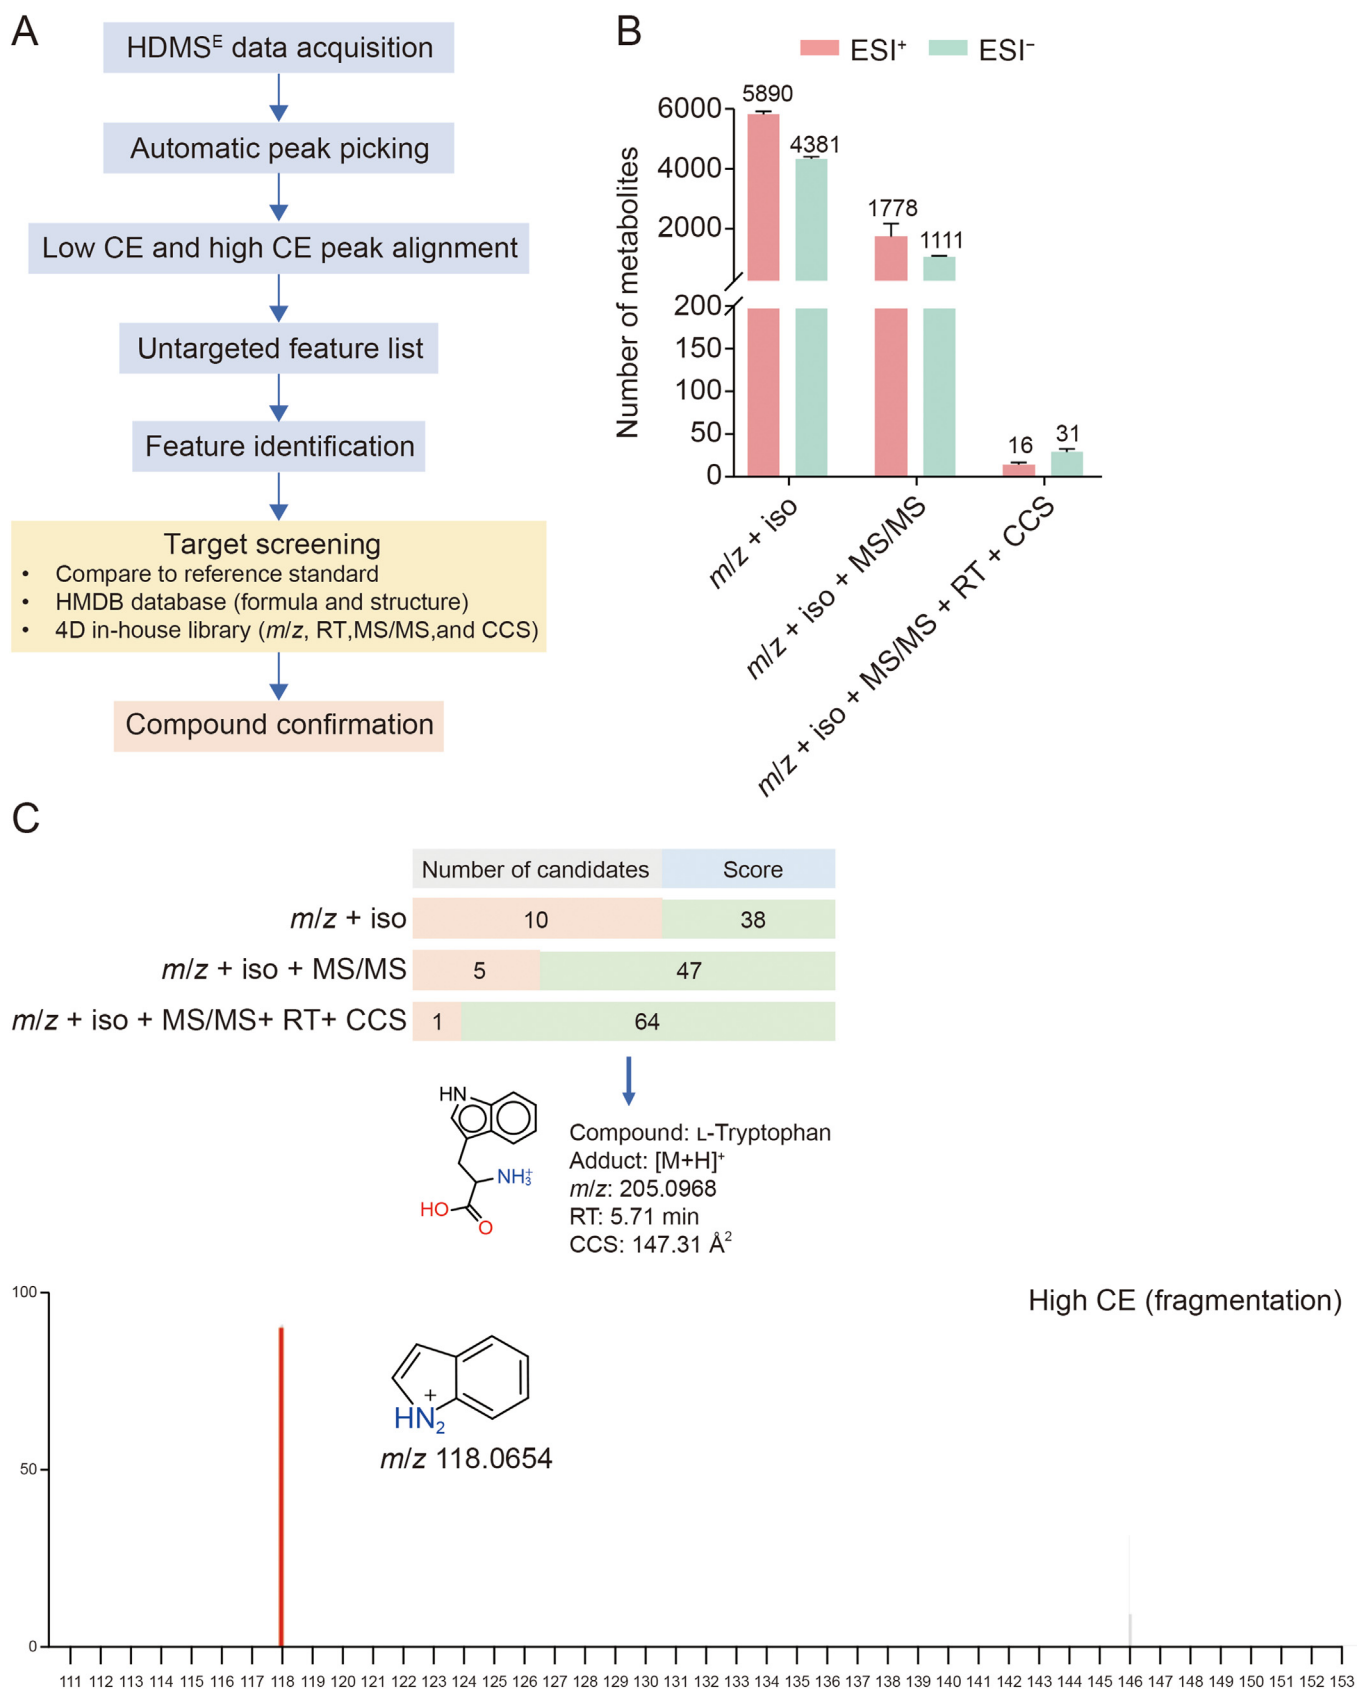 A
HDMSᴱ data acquisition
Automatic peak picking
Low CE and high CE peak alignment
Untargeted feature list
Feature identification
Target screening
• Compare to reference standard
• HMDB database (formula and structure)
• 4D in-house library (m/z, RT,MS/MS,and CCS)
Compound confirmation
B
ESI⁺ ESI⁻
Number of metabolites
6000
4000
2000
200
150
100
50
0
5890
4381
1778
1111
16
31
m/z + iso
m/z + iso + MS/MS
m/z + iso + MS/MS + RT + CCS
C
Number of candidates Score
m/z + iso 10 38
m/z + iso + MS/MS 5 47
m/z + iso + MS/MS+ RT+ CCS 1 64
HN
NH₃⁺
HO
O
Compound: ʟ-Tryptophan
Adduct: [M+H]⁺
m/z: 205.0968
RT: 5.71 min
CCS: 147.31 Å²
High CE (fragmentation)
100
50
0
+
HN₂
m/z 118.0654
111 112 113 114 115 116 117 118 119 120 121 122 123 124 125 126 127 128 129 130 131 132 133 134 135 136 137 138 139 140 141 142 143 144 145 146 147 148 149 150 151 152 153